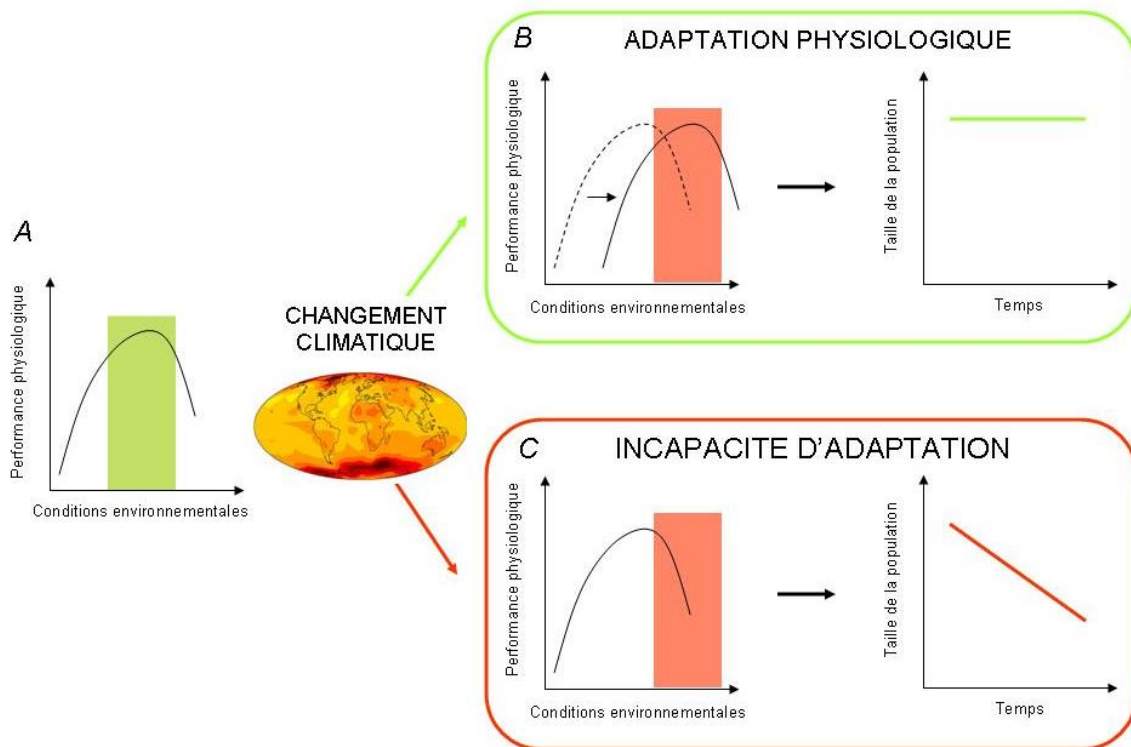 A
Performance physiologique
Conditions environnementales
CHANGEMENT
CLIMATIQUE
B
ADAPTATION PHYSIOLOGIQUE
Performance physiologique
Conditions environnementales
Taille de la population
Temps
C
INCAPACITE D'ADAPTATION
Performance physiologique
Conditions environnementales
Taille de la population
Temps